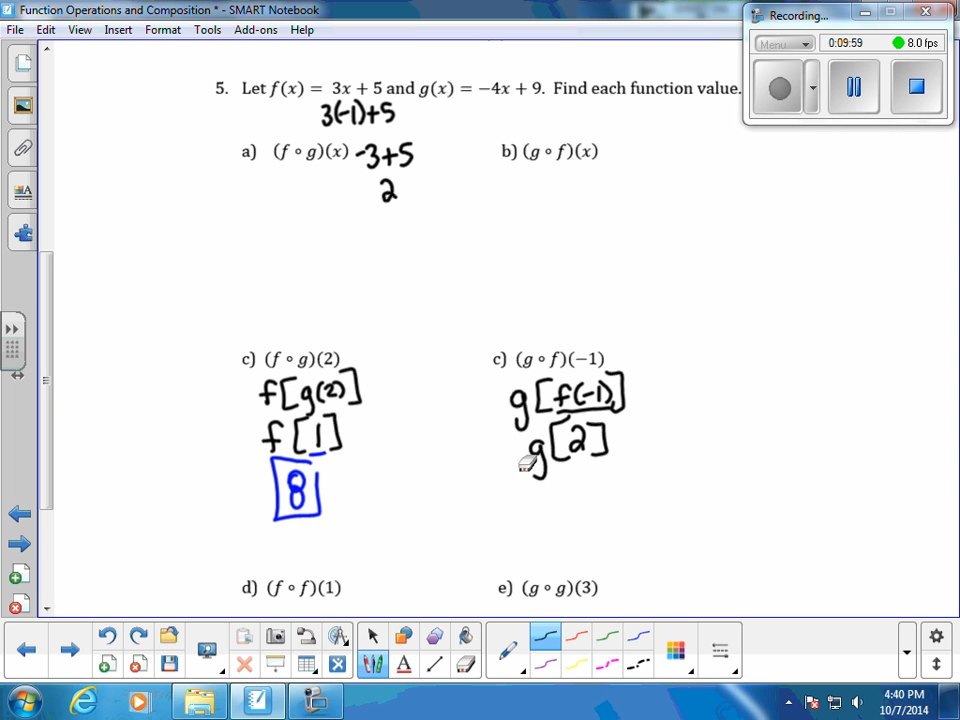 Function Operations and Composition * - SMART Notebook
File Edit View Insert Format Tools Add-ons Help
Recording...
Menu 0:09:59 8.0 fps
5. Let f(x) = 3x + 5 and g(x) = −4x + 9. Find each function value.
3(-1)+5
a) (f ∘ g)(x) -3+5
2
b) (g ∘ f)(x)
c) (f ∘ g)(2)
f[g(2)]
f[1]
8
c) (g ∘ f)(−1)
g[f(-1)]
g[2]
d) (f ∘ f)(1)
e) (g ∘ g)(3)
4:40 PM
10/7/2014